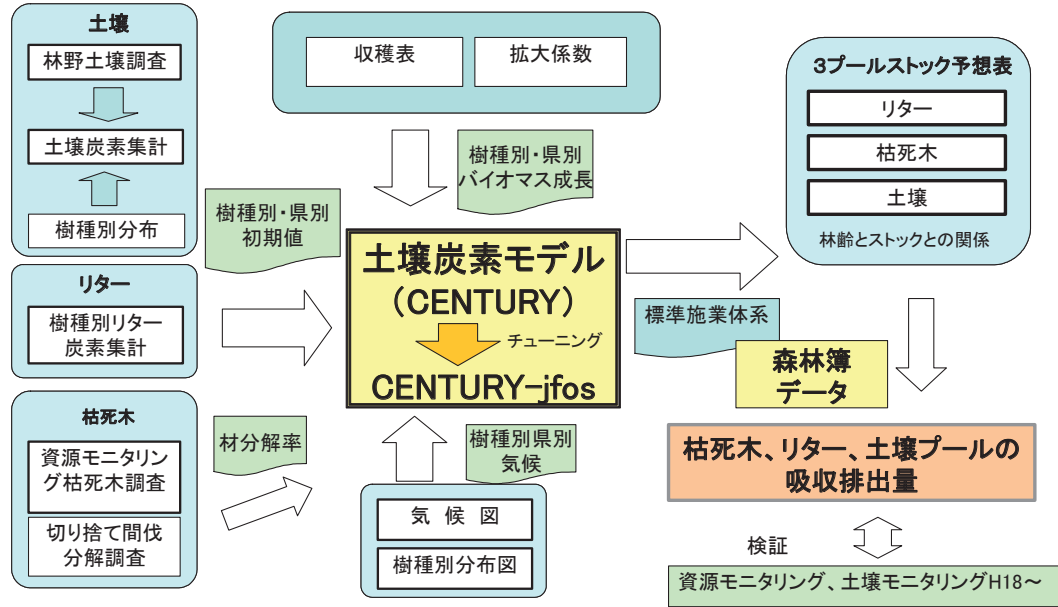 土壌
林野土壌調査
土壌炭素集計
樹種別分布
リター
樹種別リター
炭素集計
枯死木
資源モニタリン
グ枯死木調査
切り捨て間伐
分解調査
収穫表
拡大係数
樹種別・県別
バイオマス成長
樹種別・県別
初期値
材分解率
土壌炭素モデル
(CENTURY)
チューニング
CENTURY-jfos
樹種別県別
気候
気 候 図
樹種別分布図
3プールストック予想表
リター
枯死木
土壌
林齢とストックとの関係
標準施業体系
森林簿
データ
枯死木、リター、土壌プールの
吸収排出量
検証
資源モニタリング、土壌モニタリングH18~